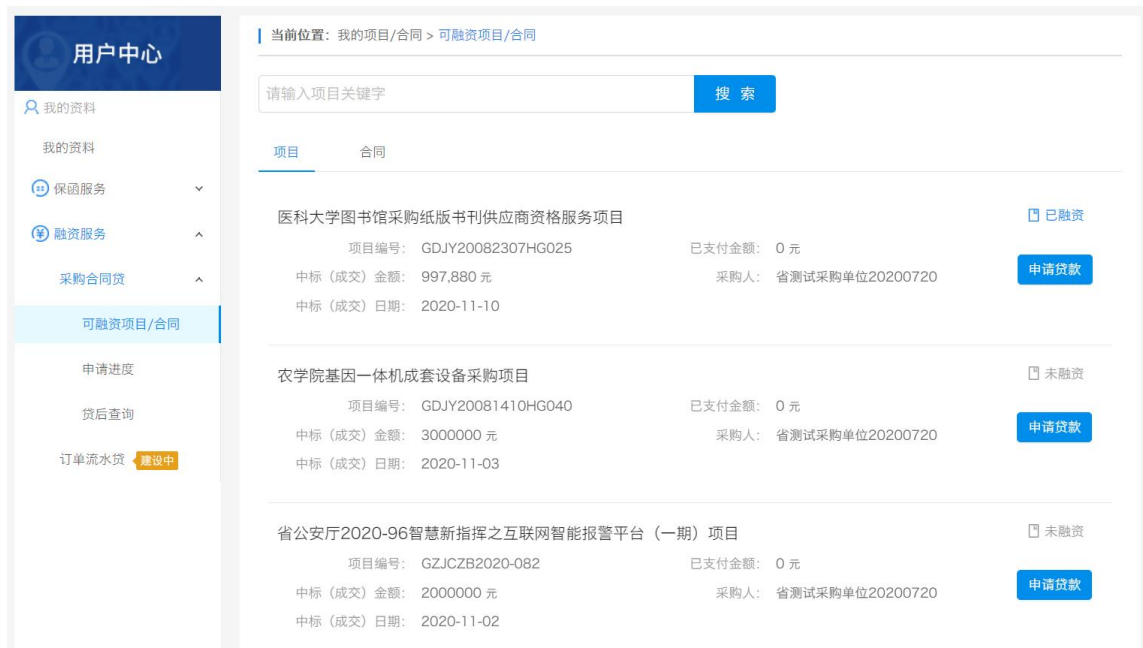 用户中心
我的资料
我的资料
保函服务
融资服务
采购合同贷
可融资项目/合同
申请进度
贷后查询
订单流水贷 建设中
当前位置: 我的项目/合同 > 可融资项目/合同
请输入项目关键字 搜 索
项目 合同
医科大学图书馆采购纸版书刊供应商资格服务项目 已融资
项目编号: GDJY20082307HG025 已支付金额: 0 元
申请贷款
中标（成交）金额: 997,880 元 采购人: 省测试采购单位20200720
中标（成交）日期: 2020-11-10
农学院基因一体机成套设备采购项目 未融资
项目编号: GDJY20081410HG040 已支付金额: 0 元
申请贷款
中标（成交）金额: 3000000 元 采购人: 省测试采购单位20200720
中标（成交）日期: 2020-11-03
省公安厅2020-96智慧新指挥之互联网智能报警平台（一期）项目 未融资
项目编号: GZJCZB2020-082 已支付金额: 0 元
申请贷款
中标（成交）金额: 2000000 元 采购人: 省测试采购单位20200720
中标（成交）日期: 2020-11-02